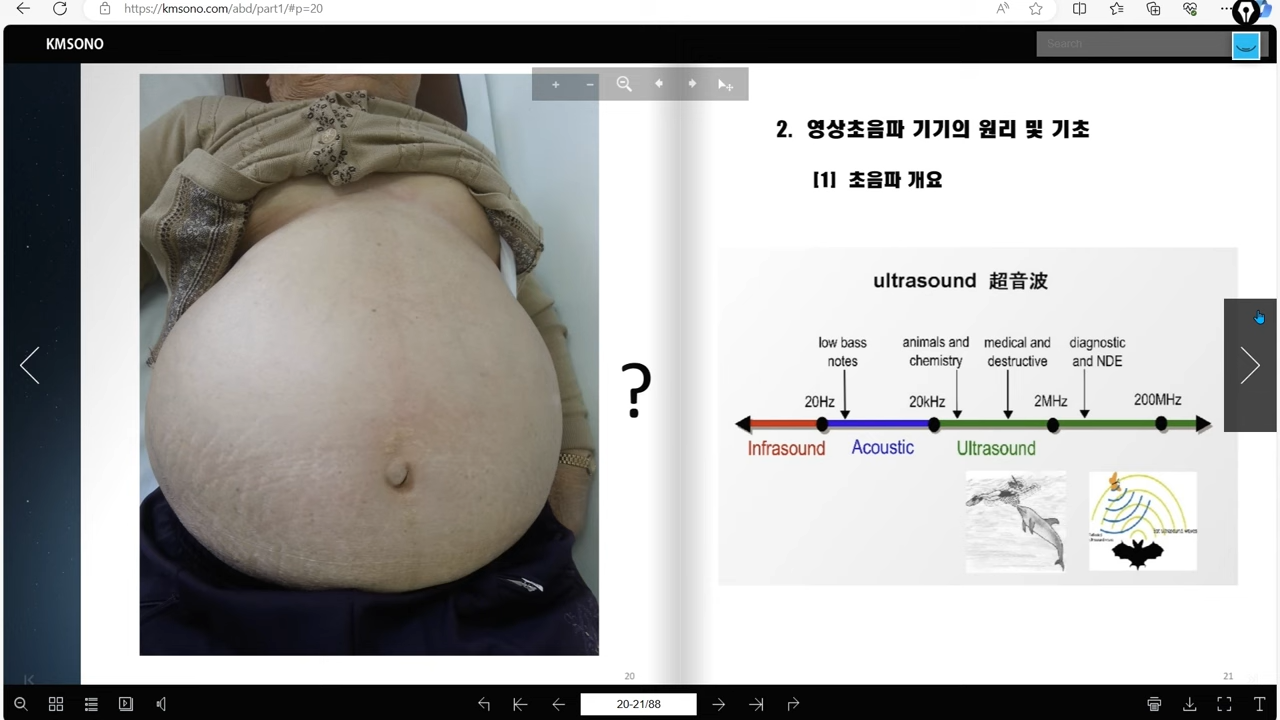 https://kmsono.com/abd/part1/#p=20
KMSONO
Search
?
20
2. 영상초음파 기기의 원리 및 기초
[1] 초음파 개요
ultrasound 超音波
low bass notes
animals and chemistry
medical and destructive
diagnostic and NDE
20Hz
20kHz
2MHz
200MHz
Infrasound
Acoustic
Ultrasound
21
20-21/88